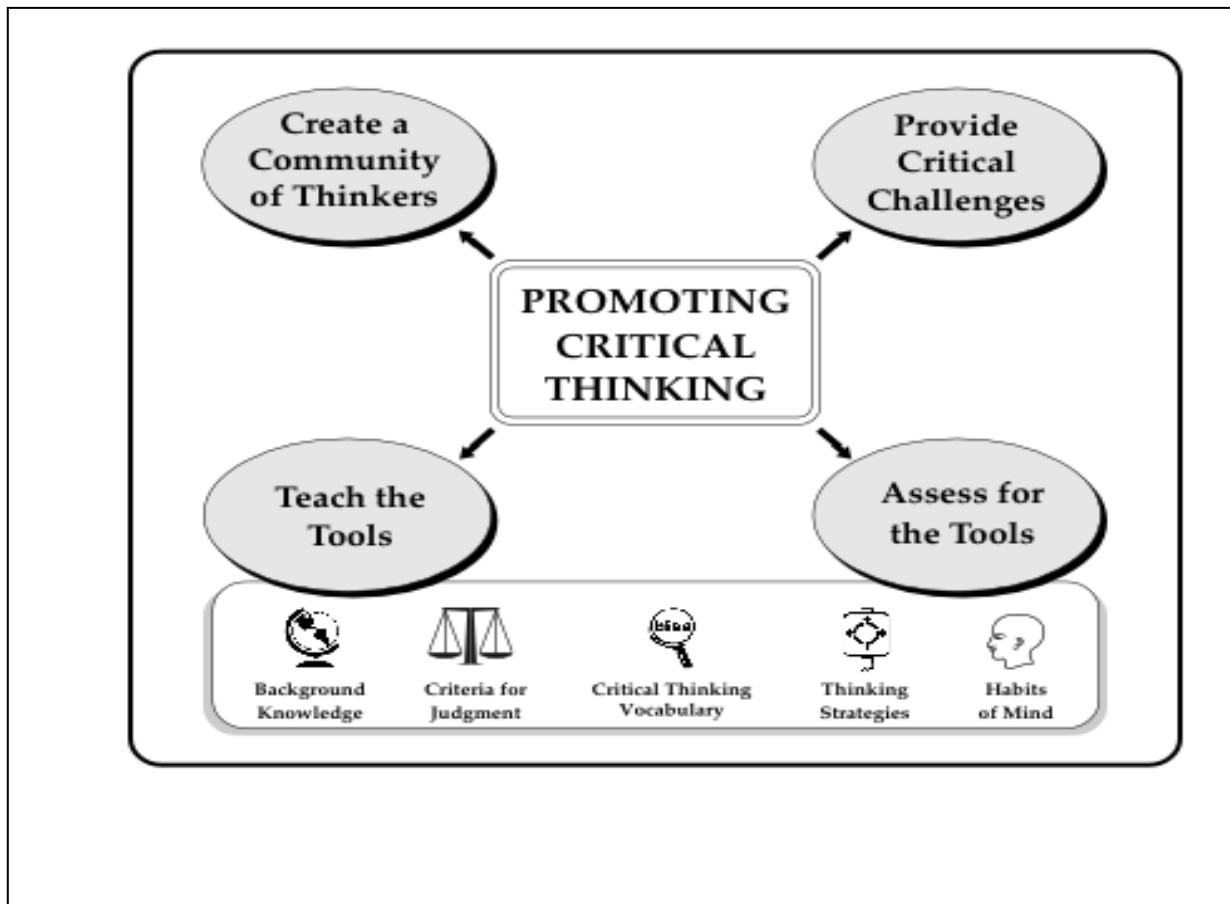 Create a
Community
of Thinkers
Provide
Critical
Challenges
PROMOTING
CRITICAL
THINKING
Teach the
Tools
Assess for
the Tools
bias
Background
Knowledge
Criteria for
Judgment
Critical Thinking
Vocabulary
Thinking
Strategies
Habits
of Mind